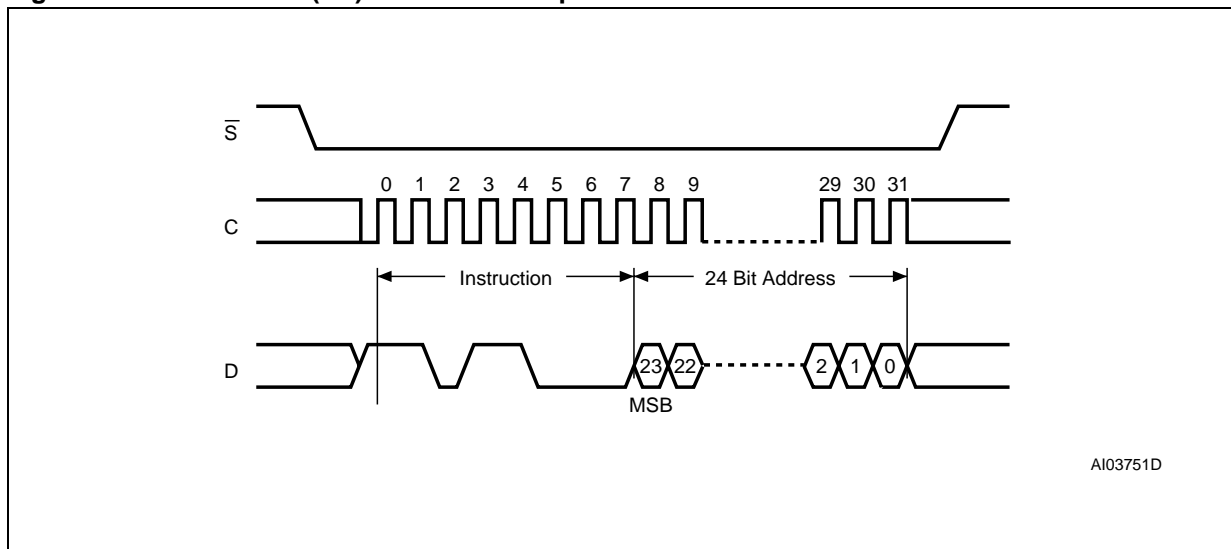 S̅
0 1 2 3 4 5 6 7 8 9 29 30 31
C
Instruction 24 Bit Address
D 23 22 2 1 0
MSB
AI03751D